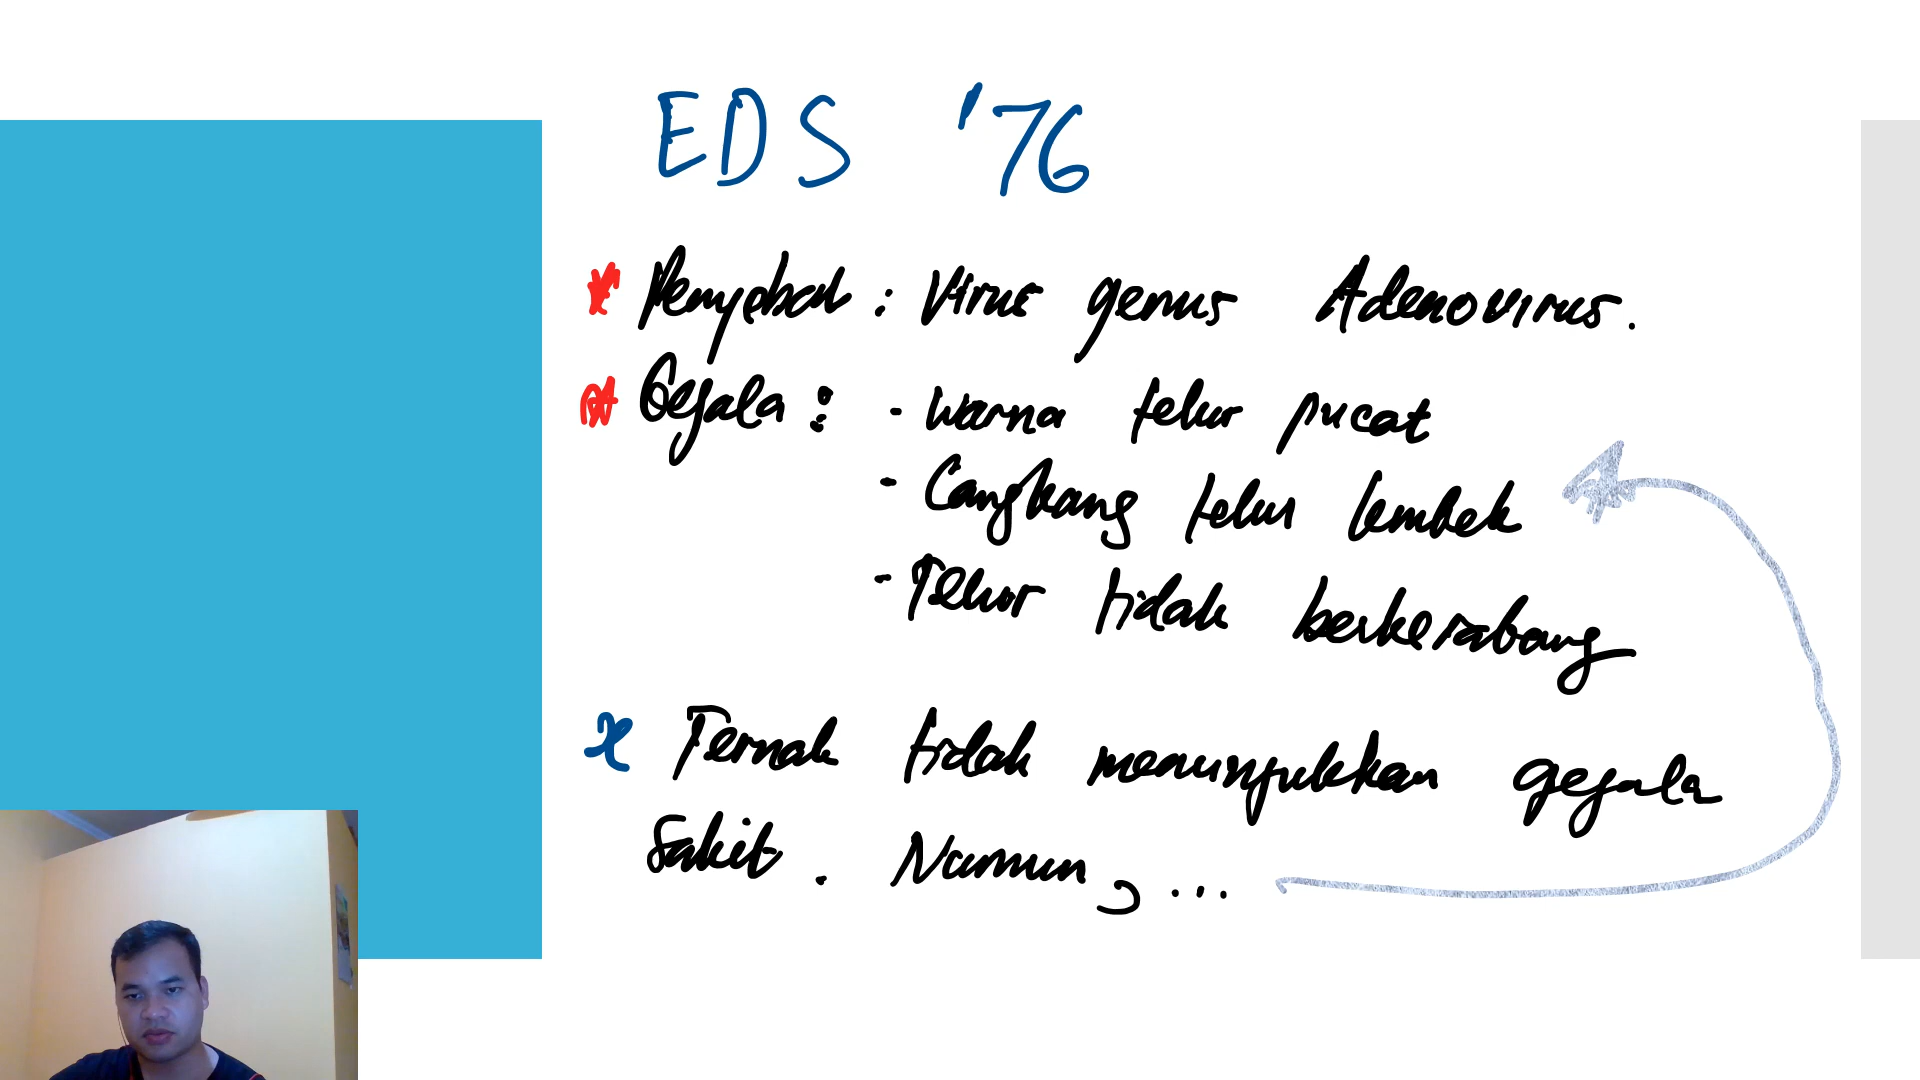 EDS '76
* Penyebab : Virus genus Adenovirus.
* Gejala : - Warna telur pucat
- Cangkang telur lembek
- Telur tidak berkerabang
x Ternak tidak menunjukkan gejala
Sakit. Namun, ...